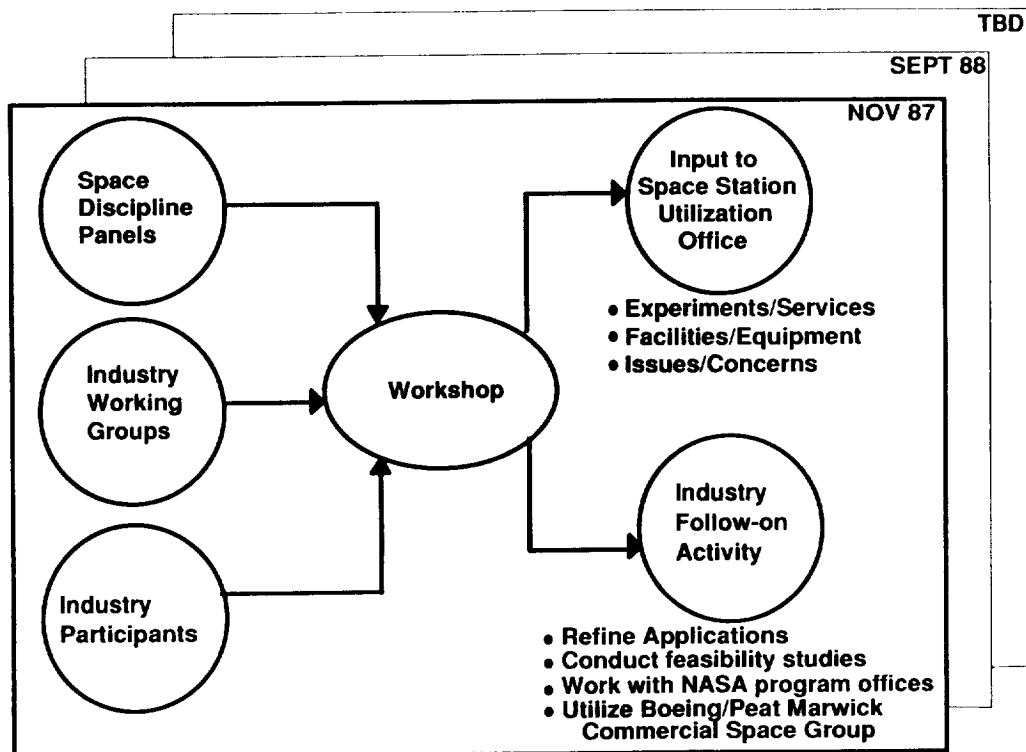 TBD
SEPT 88
NOV 87
Space
Discipline
Panels
Industry
Working
Groups
Industry
Participants
Workshop
Input to
Space Station
Utilization
Office
• Experiments/Services
• Facilities/Equipment
• Issues/Concerns
Industry
Follow-on
Activity
• Refine Applications
• Conduct feasibility studies
• Work with NASA program offices
• Utilize Boeing/Peat Marwick
Commercial Space Group